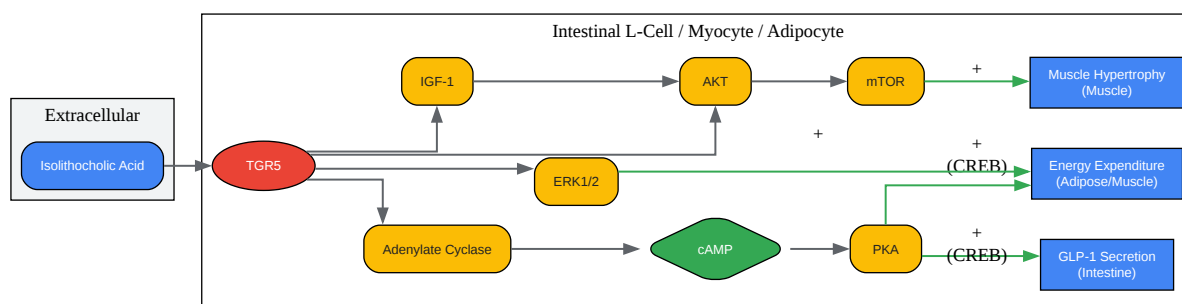 Intestinal L-Cell / Myocyte / Adipocyte
Extracellular
Isolithocholic Acid
TGR5
IGF-1
AKT
mTOR
+
Muscle Hypertrophy
(Muscle)
+
ERK1/2
+
(CREB)
Energy Expenditure
(Adipose/Muscle)
Adenylate Cyclase
cAMP
PKA
+
(CREB)
GLP-1 Secretion
(Intestine)